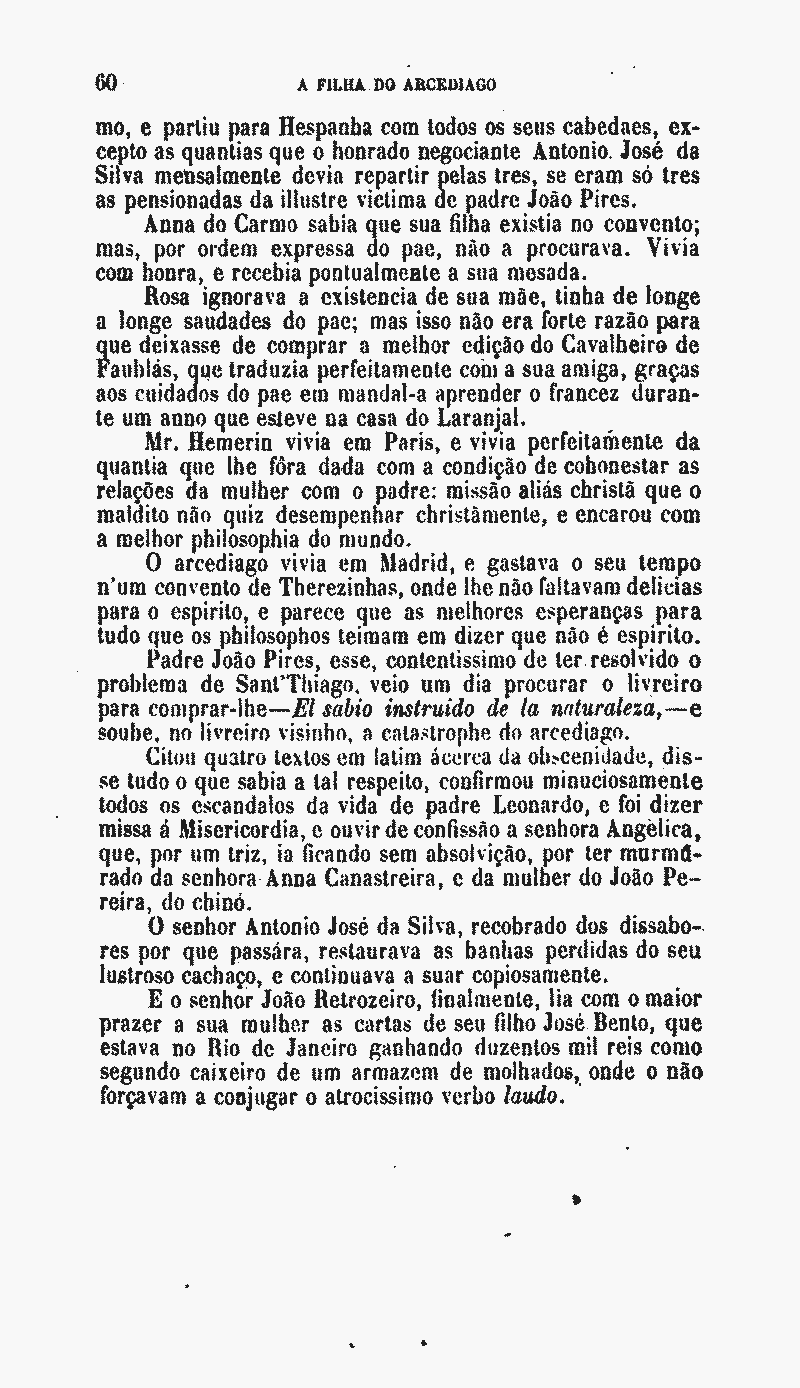 60 A FILHA DO ARCEDIAGO
mo, e partiu para Hespanha com todos os seus cabedaes, ex-
cepto as quantias que o honrado negociante Antonio José da
Silva mensalmente devia repartir pelas tres, se eram só tres
as pensionadas da illustre victima de padre João Pires.
Anna do Carmo sabia que sua filha existia no convento;
mas, por ordem expressa do pae, não a procurava. Vivia
com honra, e recebia pontualmente a sua mesada.
Rosa ignorava a existencia de sua mãe, tinha de longe
a longe saudades do pae; mas isso não era forte razão para
que deixasse de comprar a melhor edição do Cavalheiro de
Faublás, que traduzia perfeitamente com a sua amiga, graças
aos cuidados do pae em mandal-a aprender o francez duran-
te um anno que esteve na casa do Laranjal.
Mr. Hemerin vivia em Paris, e vivia perfeitamente da
quantia que lhe fôra dada com a condição de cohonestar as
relações da mulher com o padre: missão aliás christã que o
maldito não quiz desempenhar christãmente, e encarou com
a melhor philosophia do mundo.
O arcediago vivia em Madrid, e gastava o seu tempo
n'um convento de Therezinhas, onde lhe não faltavam delicias
para o espirito, e parece que as melhores esperanças para
tudo que os philosophos teimam em dizer que não é espirito.
Padre João Pires, esse, contentissimo de ter resolvido o
problema de Sant'Thiago, veio um dia procurar o livreiro
para comprar-lhe—El sabio instruido de la naturaleza,—e
soube, no livreiro visinho, a catastrophe do arcediago.
Citou quatro textos em latim ácerca da obscenidade, dis-
se tudo o que sabia a tal respeito, confirmou minuciosamente
todos os escandalos da vida de padre Leonardo, e foi dizer
missa á Misericordia, e ouvir de confissão a senhora Angélica,
que, por um triz, ia ficando sem absolvição, por ter murmu-
rado da senhora Anna Canastreira, e da mulher do João Pe-
reira, do chinó.
O senhor Antonio José da Silva, recobrado dos dissabo-
res por que passára, restaurava as banhas perdidas do seu
lustroso cachaço, e continuava a suar copiosamente.
E o senhor João Retrozeiro, finalmente, lia com o maior
prazer a sua mulher as cartas de seu filho José Bento, que
estava no Rio de Janeiro ganhando duzentos mil reis como
segundo caixeiro de um armazem de molhados, onde o não
forçavam a conjugar o atrocissimo verbo laudo.